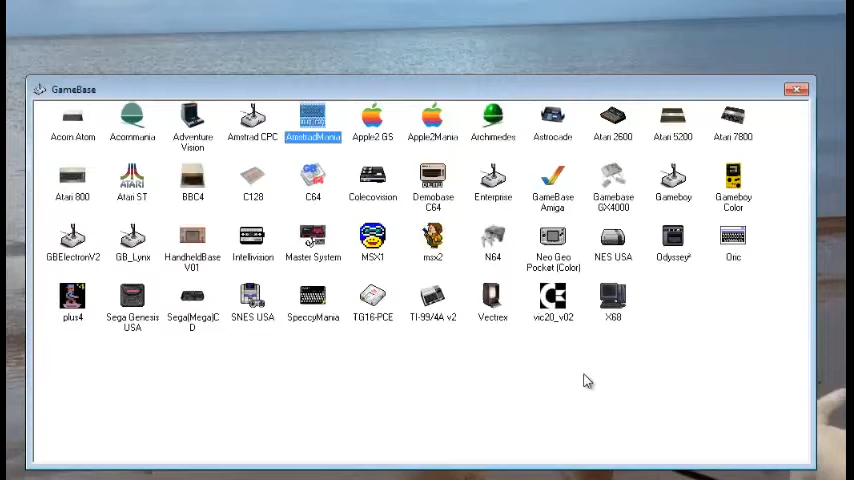 GameBase
Acorn Atom
Acornmania
Adventure
Vision
Amstrad CPC
AmstradMania
Apple2 GS
Apple2Mania
Archimedes
Astrocade
Atari 2600
Atari 5200
Atari 7800
Atari 800
Atari ST
BBC4
C128
C64
Colecovision
Demobase
C64
Enterprise
GameBase
Amiga
Gamebase
GX4000
Gameboy
Gameboy
Color
GBElectronV2
GB_Lynx
HandheldBase
V01
Intellivision
Master System
MSX1
msx2
N64
Neo Geo
Pocket (Color)
NES USA
Odyssey²
Oric
plus4
Sega Genesis
USA
Sega(Mega)C
D
SNES USA
SpeccyMania
TG16-PCE
TI-99/4A v2
Vectrex
vic20_v02
X68